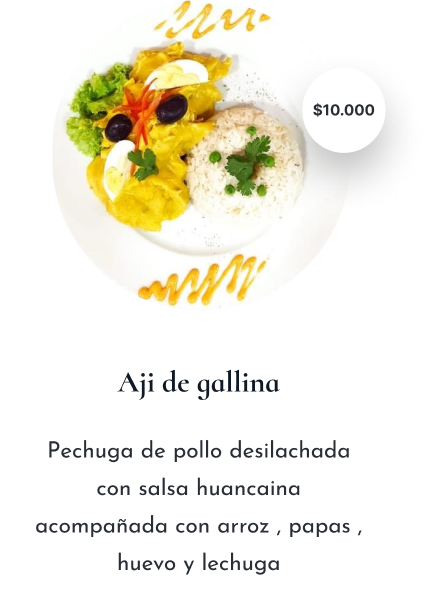 $10.000
Aji de gallina
Pechuga de pollo desilachada
con salsa huancaina
acompañada con arroz , papas ,
huevo y lechuga